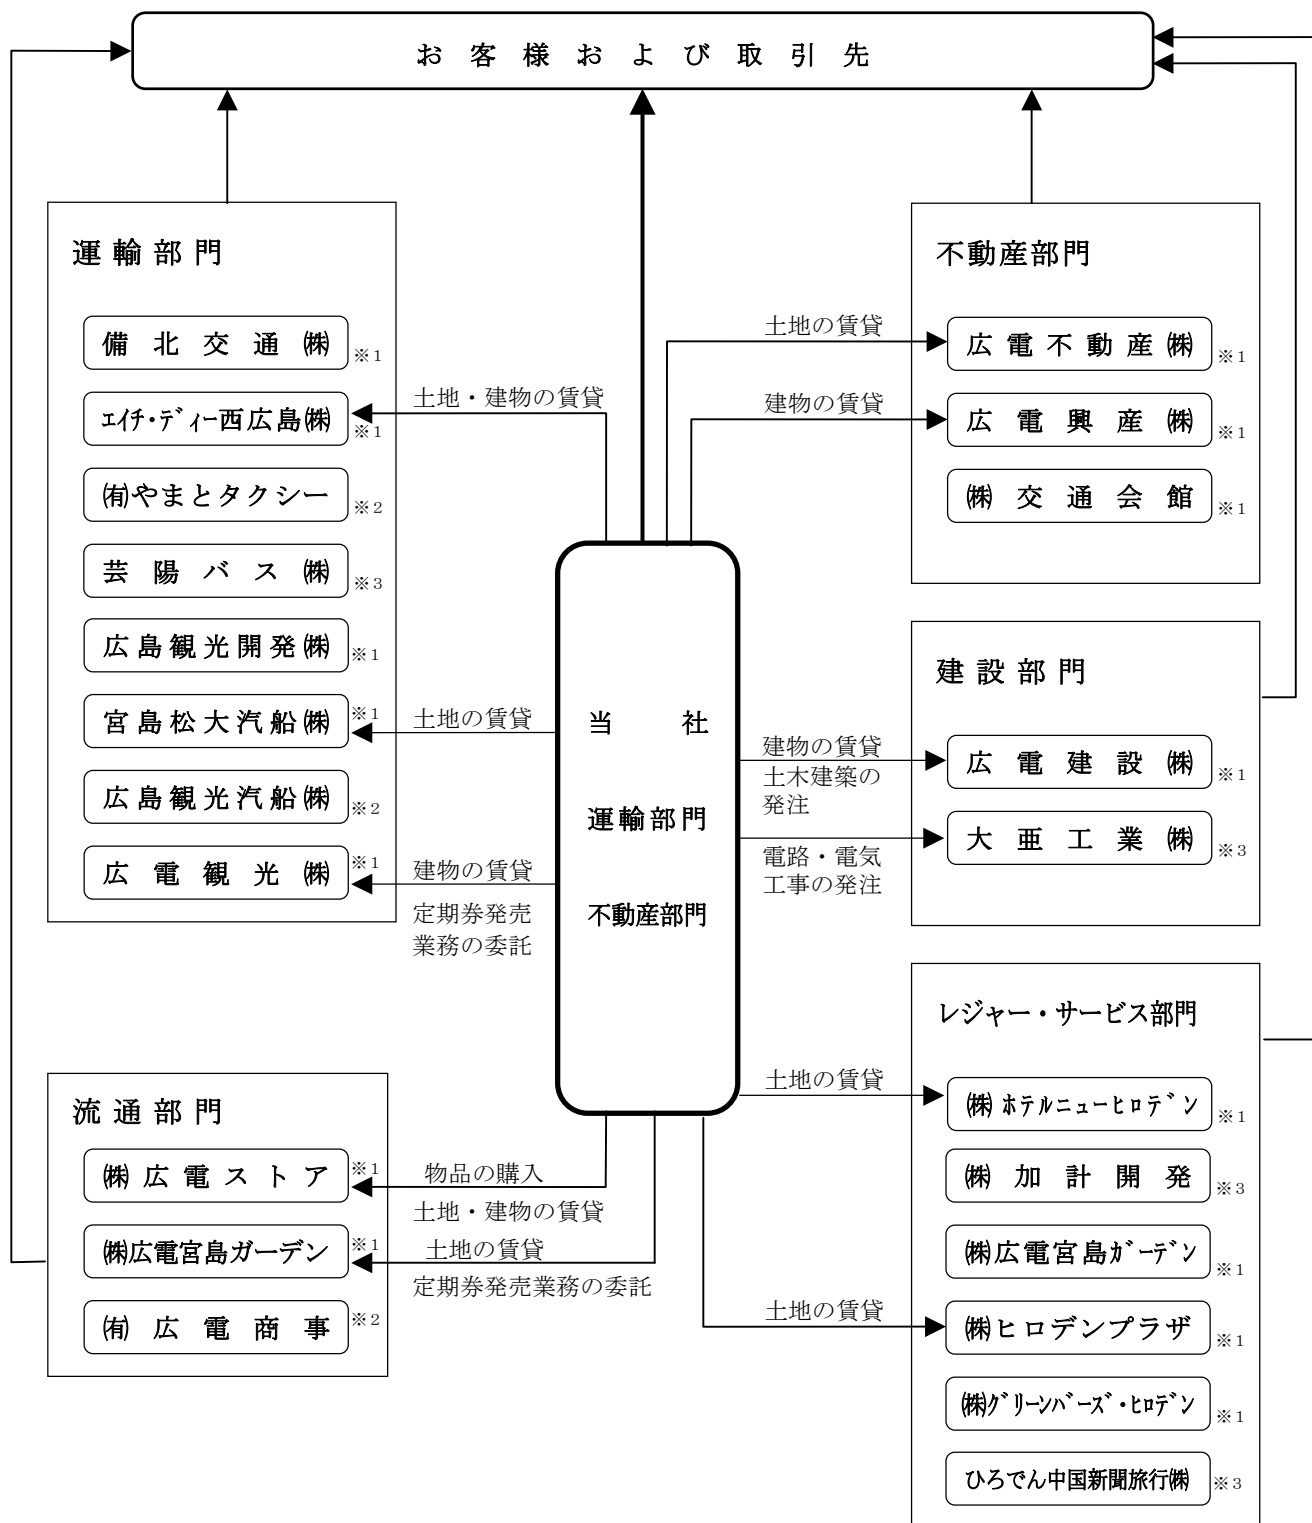 お客様および取引先
運輸部門
備北交通㈱ ※1
エイチ・ディー西広島㈱ ※1
㈲やまとタクシー ※2
芸陽バス㈱ ※3
広島観光開発㈱ ※1
宮島松大汽船㈱ ※1
広島観光汽船㈱ ※2
広電観光㈱ ※1
土地・建物の賃貸
土地の賃貸
建物の賃貸
定期券発売
業務の委託
流通部門
㈱広電ストア ※1
㈱広電宮島ガーデン ※1
㈲広電商事 ※2
物品の購入
土地・建物の賃貸
土地の賃貸
定期券発売業務の委託
当社
運輸部門
不動産部門
土地の賃貸
建物の賃貸
不動産部門
広電不動産㈱ ※1
広電興産㈱ ※1
㈱交通会館 ※1
建物の賃貸
土木建築の
発注
電路・電気
工事の発注
建設部門
広電建設㈱ ※1
大亜工業㈱ ※3
土地の賃貸
土地の賃貸
レジャー・サービス部門
㈱ホテルニューヒロデン ※1
㈱加計開発 ※3
㈱広電宮島ガーデン ※1
㈱ヒロデンプラザ ※1
㈱グリーンバーズ・ヒロデン ※1
ひろでん中国新聞旅行㈱ ※3